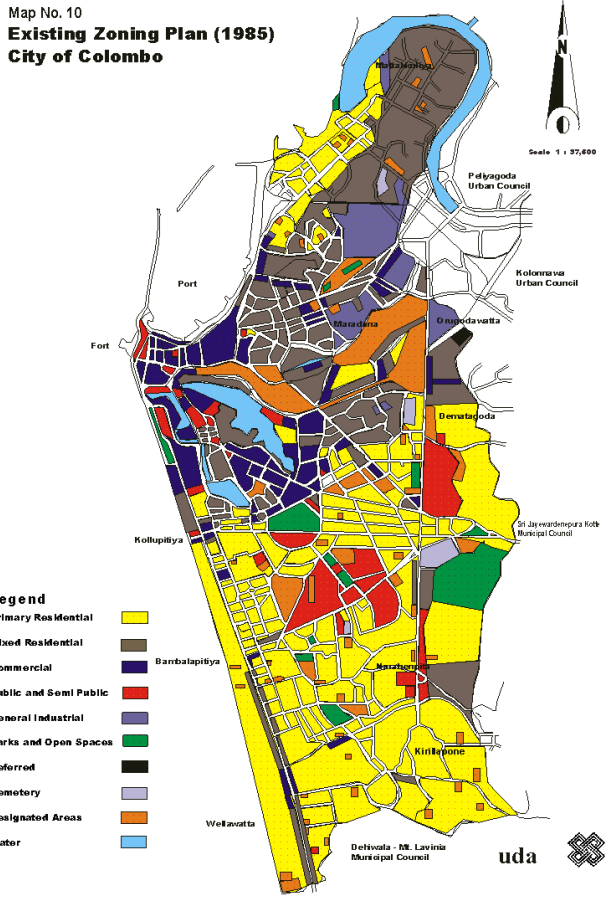 Map No. 10
Existing Zoning Plan (1985)
City of Colombo
N
Scale 1 : 37,500
Mattakkuliya
Peliyagoda
Urban Council
Kolonnawa
Urban Council
Port
Fort
Maradana
Orugodawatta
Dematagoda
Sri Jayewardenepura Kotte
Municipal Council
Kollupitiya
egend
rimary Residential
ixed Residential
ommercial
ublic and Semi Public
eneral Industrial
arks and Open Spaces
eferred
emetery
esignated Areas
ater
Bambalapitiya
Narahenpita
Kirillapone
Wellawatta
Dehiwala - Mt. Lavinia
Municipal Council
uda